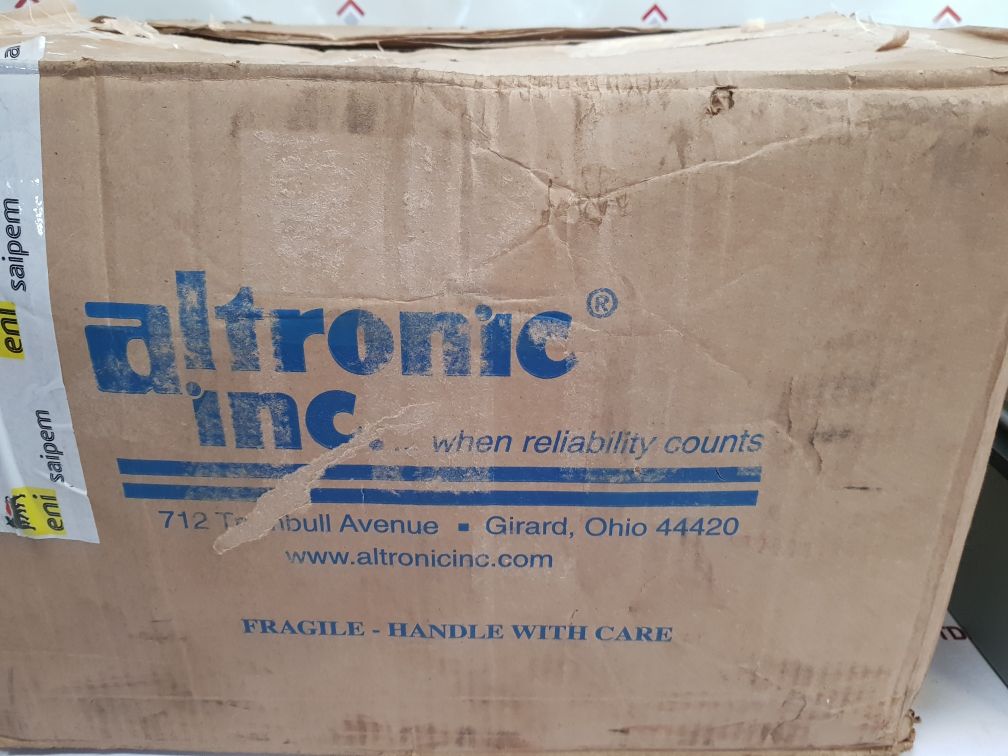 altronic®
inc. ... when reliability counts
712 Trumbull Avenue ▪ Girard, Ohio 44420
www.altronicinc.com
FRAGILE - HANDLE WITH CARE
eni saipem
eni saipem
a
TD